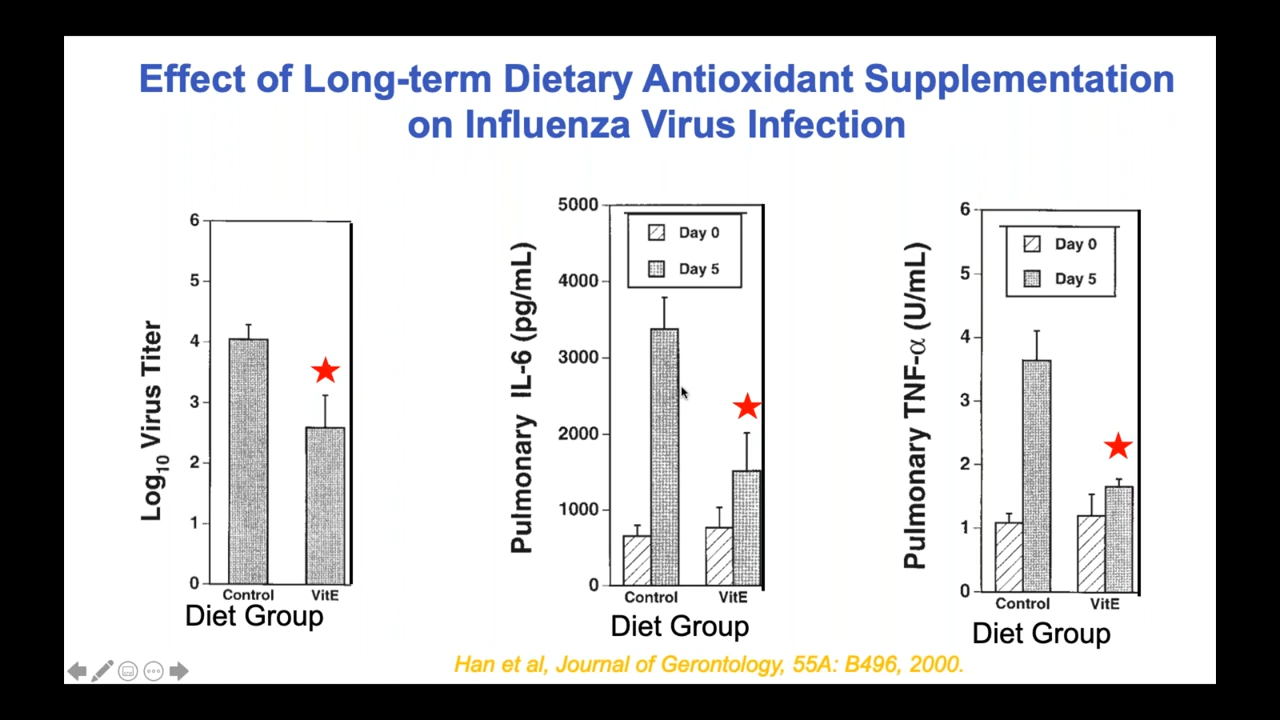 Effect of Long-term Dietary Antioxidant Supplementation
on Influenza Virus Infection
6
5
4
3
2
1
0
Log10 Virus Titer
Control VitE
Diet Group
5000
4000
3000
2000
1000
0
Pulmonary IL-6 (pg/mL)
Day 0
Day 5
Control VitE
Diet Group
6
5
4
3
2
1
0
Pulmonary TNF-α (U/mL)
Day 0
Day 5
Control VitE
Diet Group
Han et al, Journal of Gerontology, 55A: B496, 2000.